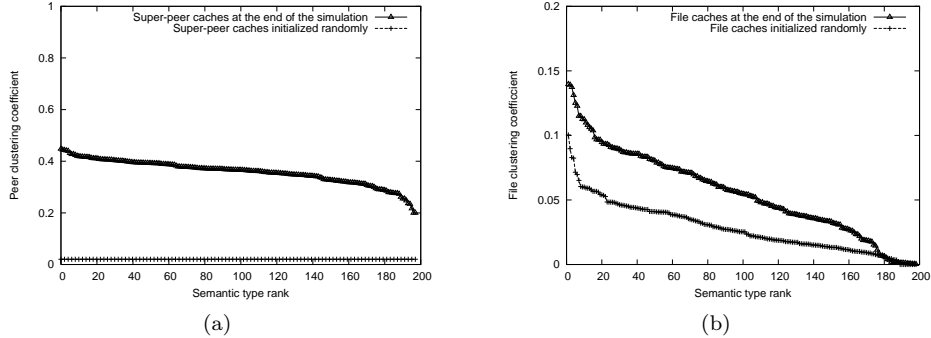 Super-peer caches at the end of the simulation
Super-peer caches initialized randomly
1
0.8
0.6
0.4
0.2
0
Peer clustering coefficient
0 20 40 60 80 100 120 140 160 180 200
Semantic type rank
(a)
File caches at the end of the simulation
File caches initialized randomly
0.2
0.15
0.1
0.05
0
File clustering coefficcient
0 20 40 60 80 100 120 140 160 180 200
Semantic type rank
(b)